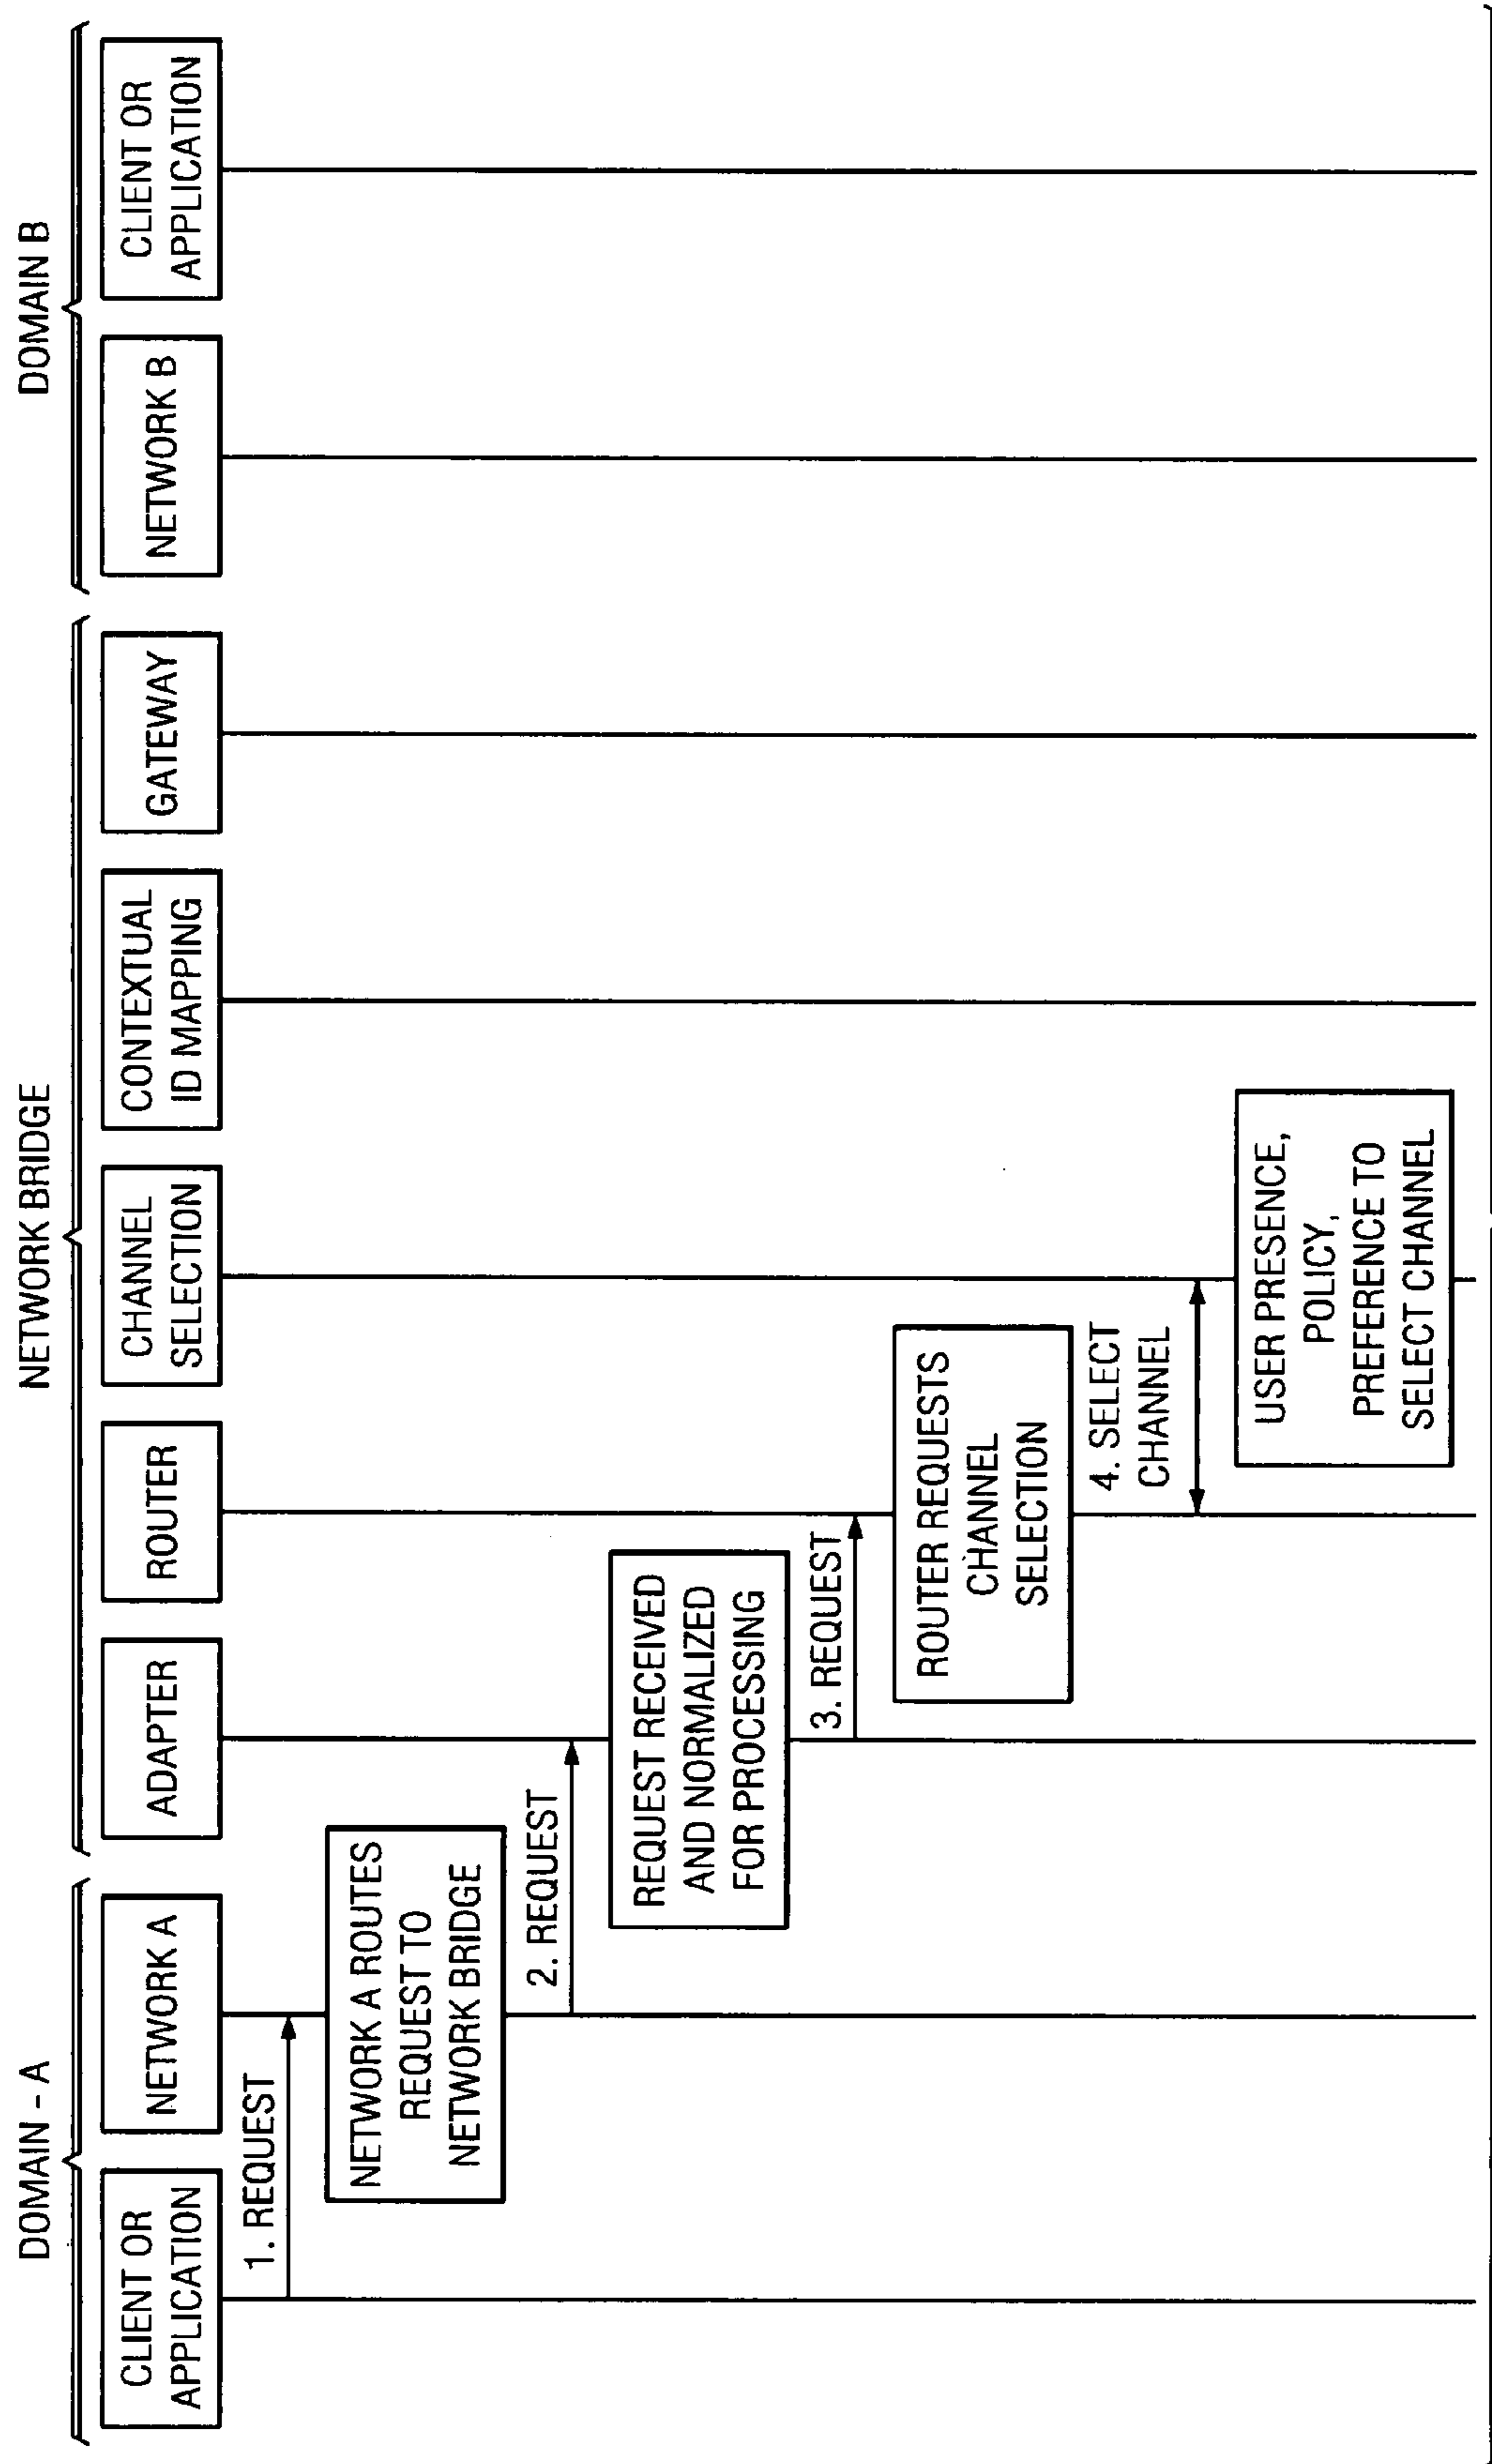 DOMAIN - A
NETWORK BRIDGE
DOMAIN B
CLIENT OR
APPLICATION
NETWORK A
ADAPTER
ROUTER
CHANNEL
SELECTION
CONTEXTUAL
ID MAPPING
GATEWAY
NETWORK B
CLIENT OR
APPLICATION
1. REQUEST
NETWORK A ROUTES
REQUEST TO
NETWORK BRIDGE
2. REQUEST
REQUEST RECEIVED
AND NORMALIZED
FOR PROCESSING
3. REQUEST
ROUTER REQUESTS
CHANNEL
SELECTION
4. SELECT
CHANNEL
USER PRESENCE,
POLICY,
PREFERENCE TO
SELECT CHANNEL